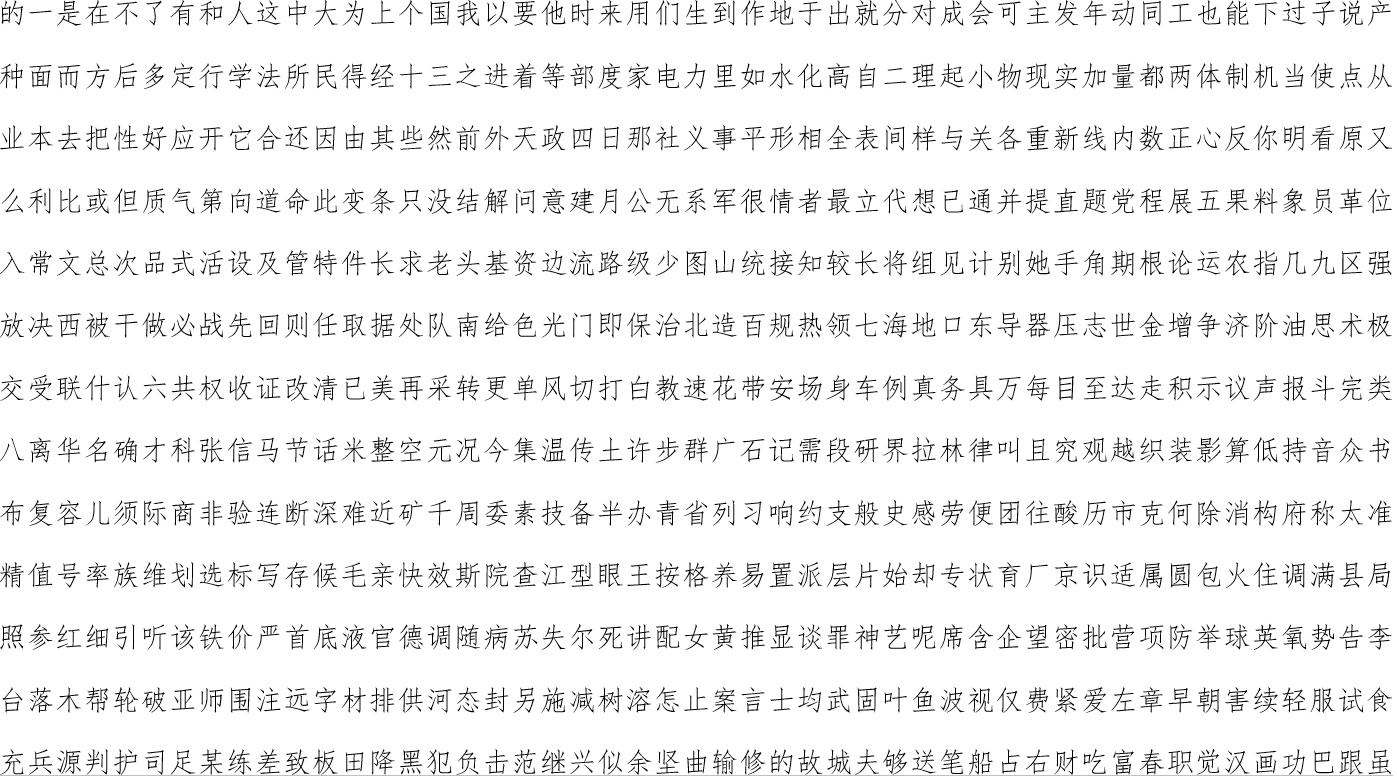 的一是在不了有和人这中大为上个国我以要他时来用们生到作地于出就分对成会可主发年动同工也能下过子说产
种面而方后多定行学法所民得经十三之进着等部度家电力里如水化高自二理起小物现实加量都两体制机当使点从
业本去把性好应开它合还因由其些然前外天政四日那社义事平形相全表间样与关各重新线内数正心反你明看原又
么利比或但质气第向道命此变条只没结解问意建月公无系军很情者最立代想已通并提直题党程展五果料象员革位
入常文总次品式活设及管特件长求老头基资边流路级少图山统接知较长将组见计别她手角期根论运农指几九区强
放决西被干做必战先回则任取据处队南给色光门即保治北造百规热领七海地口东导器压志世金增争济阶油思术极
交受联什认六共权收证改清已美再采转更单风切打白教速花带安场身车例真务具万每目至达走积示议声报斗完类
八离华名确才科张信马节话米整空元况今集温传土许步群广石记需段研界拉林律叫且究观越织装影算低持音众书
布复容儿须际商非验连断深难近矿千周委素技备半办青省列习响约支般史感劳便团往酸历市克何除消构府称太准
精值号率族维划选标写存候毛亲快效斯院查江型眼王按格养易置派层片始却专状育厂京识适属圆包火住调满县局
照参红细引听该铁价严首底液官德调随病苏失尔死讲配女黄推显谈罪神艺呢席含企望密批营项防举球英氧势告李
台落木帮轮破亚师围注远字材排供河态封另施减树溶怎止案言士均武固叶鱼波视仅费紧爱左章早朝害续轻服试食
充兵源判护司足某练差致板田降黑犯负击范继兴似余坚曲输修的故城夫够送笔船占右财吃富春职觉汉画功巴跟虽